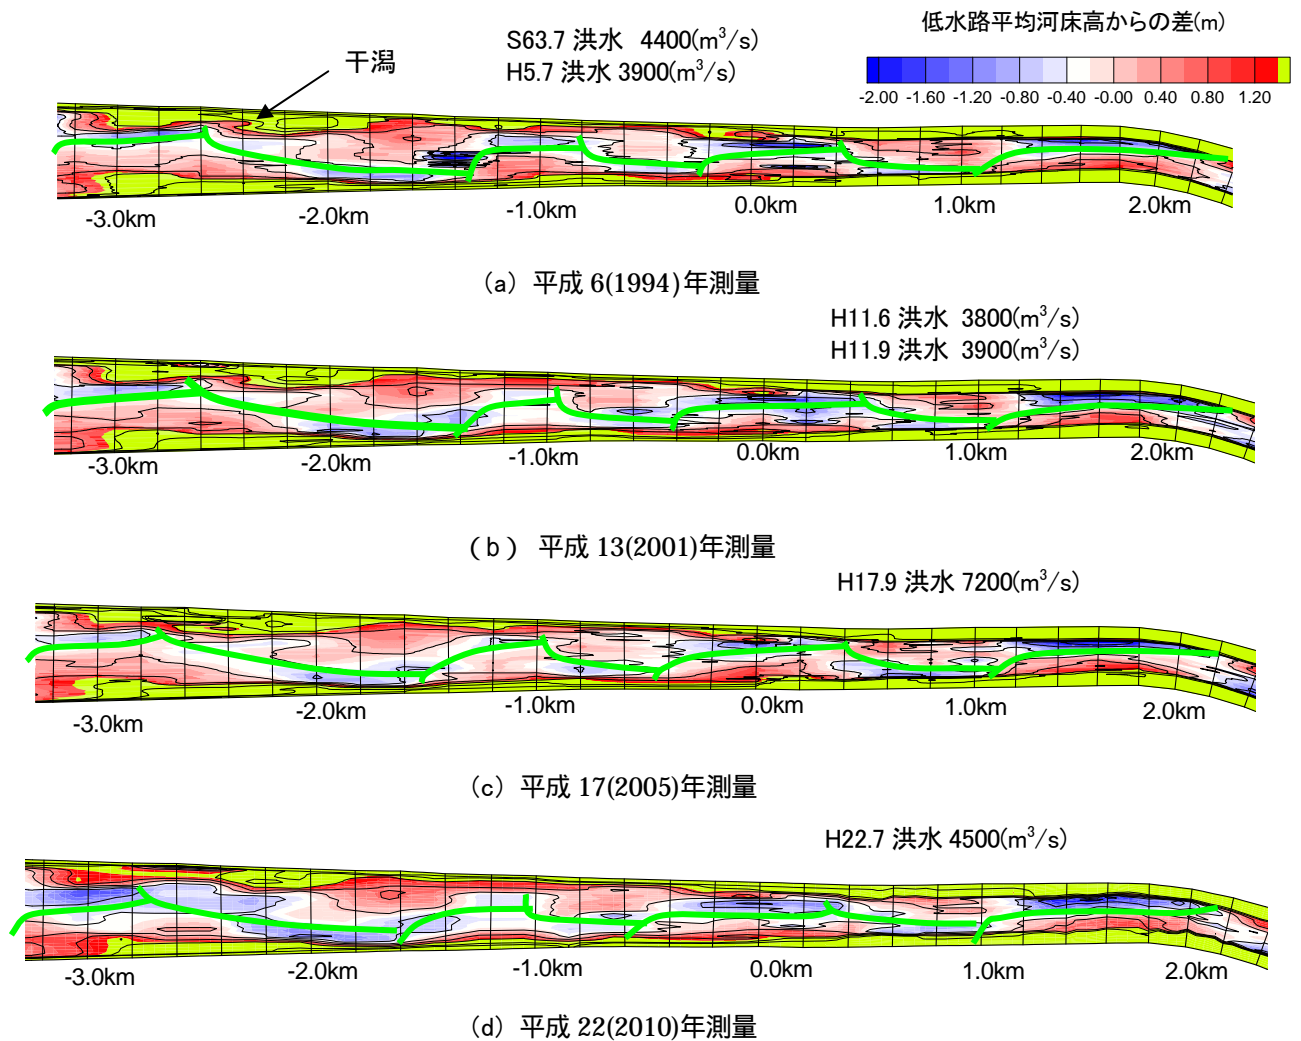 低水路平均河床高からの差(m)
-2.00 -1.60 -1.20 -0.80 -0.40 -0.00 0.40 0.80 1.20
S63.7 洪水 4400(m³/s)
H5.7 洪水 3900(m³/s)
干潟
-3.0km -2.0km -1.0km 0.0km 1.0km 2.0km
(a) 平成 6(1994)年測量
H11.6 洪水 3800(m³/s)
H11.9 洪水 3900(m³/s)
-3.0km -2.0km -1.0km 0.0km 1.0km 2.0km
(b) 平成 13(2001)年測量
H17.9 洪水 7200(m³/s)
-3.0km -2.0km -1.0km 0.0km 1.0km 2.0km
(c) 平成 17(2005)年測量
H22.7 洪水 4500(m³/s)
-3.0km -2.0km -1.0km 0.0km 1.0km 2.0km
(d) 平成 22(2010)年測量